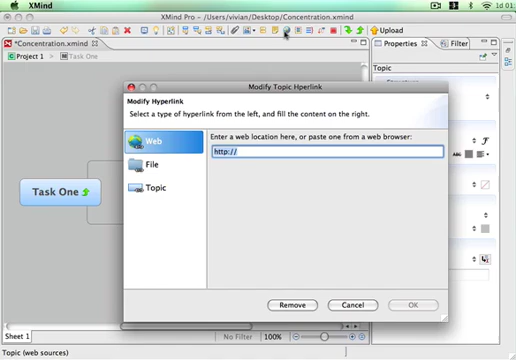 XMind
1d 01
XMind Pro - /Users/vivian/Desktop/Concentration.xmind
Upload
*Concentration.xmind
Project 1 > Task One
Properties
Filter
Topic
Modify Topic Hperlink
Modify Hyperlink
Select a type of hyperlink from the left, and fill the content on the right.
Web
File
Topic
Enter a web location here, or paste one from a web browser:
http://
Task One
ABC
Remove
Cancel
OK
Sheet 1
No Filter
100%
Topic (web sources)